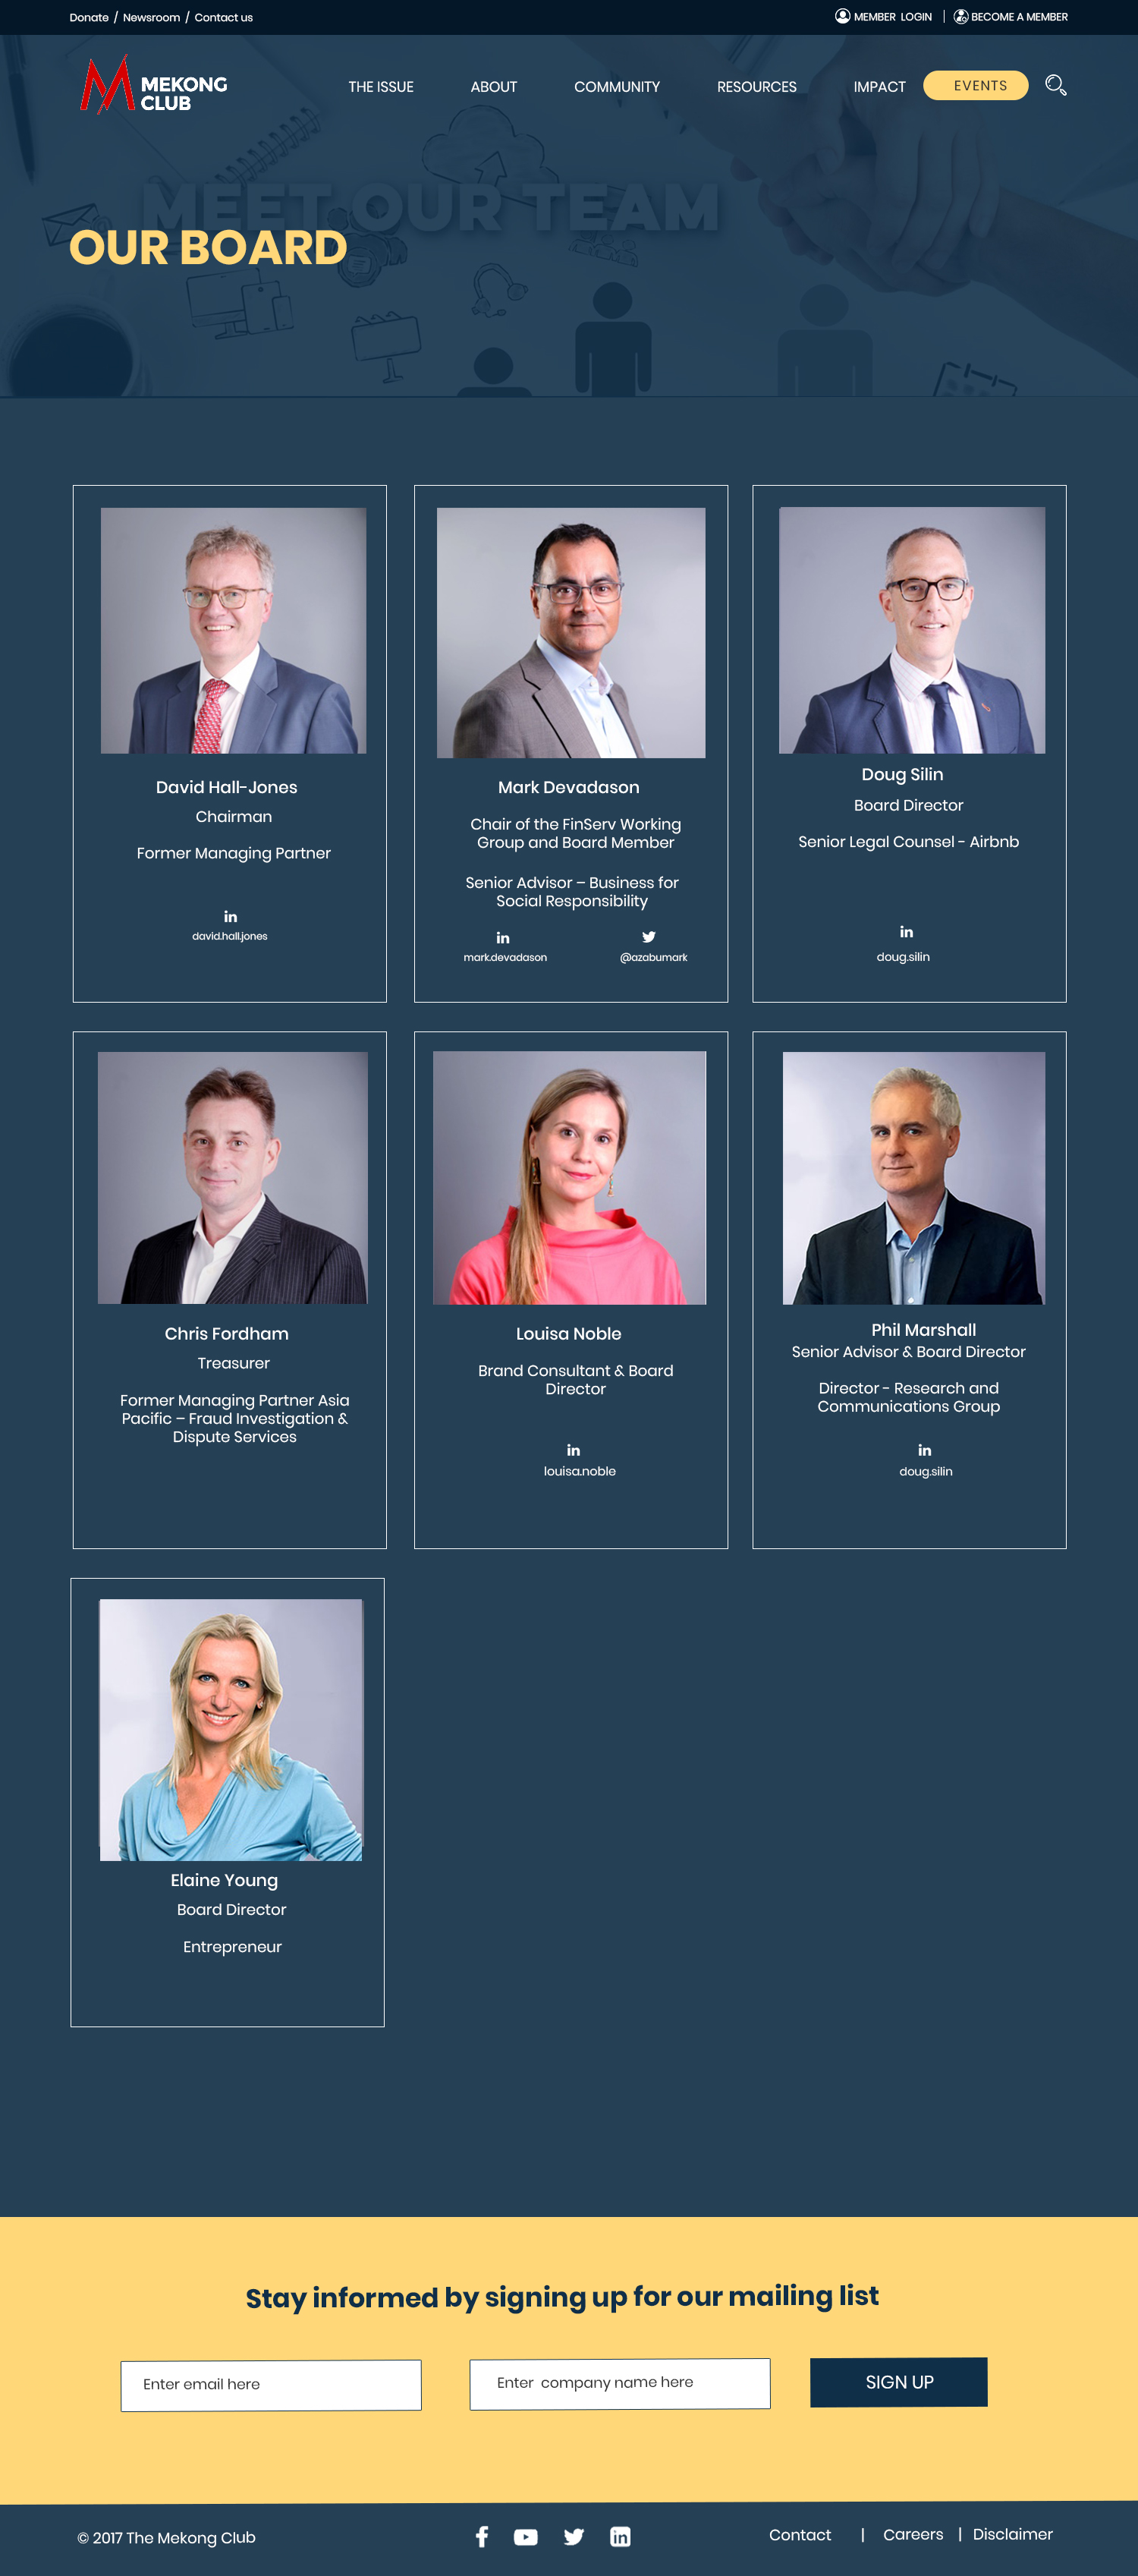 Donate / Newsroom / Contact us
MEMBER LOGIN | BECOME A MEMBER
MEKONG
CLUB
THE ISSUE ABOUT COMMUNITY RESOURCES IMPACT EVENTS
MEET OUR TEAM
OUR BOARD
David Hall-Jones
Chairman
Former Managing Partner
in
david.hall.jones
Mark Devadason
Chair of the FinServ Working
Group and Board Member
Senior Advisor – Business for
Social Responsibility
in
mark.devadason @azabumark
Doug Silin
Board Director
Senior Legal Counsel - Airbnb
in
doug.silin
Chris Fordham
Treasurer
Former Managing Partner Asia
Pacific – Fraud Investigation &
Dispute Services
Louisa Noble
Brand Consultant & Board
Director
in
louisa.noble
Phil Marshall
Senior Advisor & Board Director
Director - Research and
Communications Group
in
doug.silin
Elaine Young
Board Director
Entrepreneur
Stay informed by signing up for our mailing list
Enter email here
Enter company name here
SIGN UP
© 2017 The Mekong Club
f in
Contact | Careers | Disclaimer